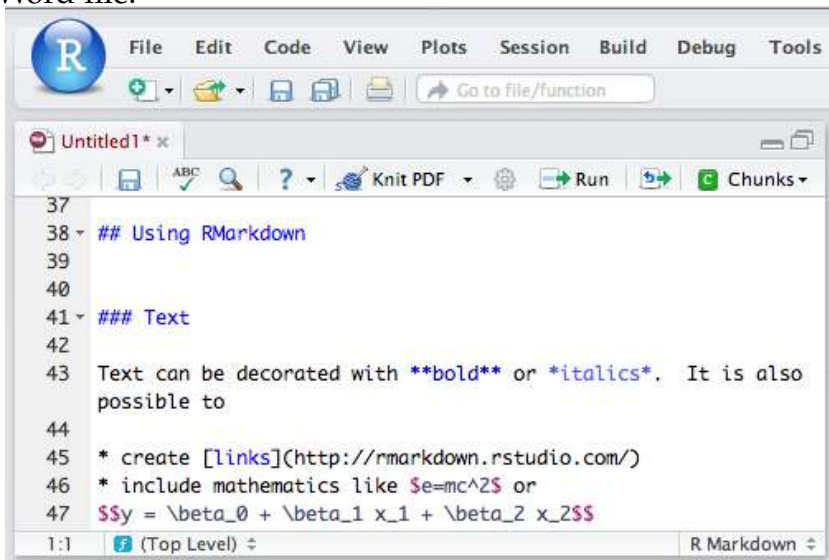 Word file.
R File Edit Code View Plots Session Build Debug Tools
Go to file/function
Untitled1*
ABC ? Knit PDF Run C Chunks
37
38 ## Using RMarkdown
39
40
41 ### Text
42
43 Text can be decorated with **bold** or *italics*. It is also
possible to
44
45 * create [links](http://rmarkdown.rstudio.com/)
46 * include mathematics like $e=mc^2$ or
47 $$y = \beta_0 + \beta_1 x_1 + \beta_2 x_2$$
1:1 (Top Level) R Markdown